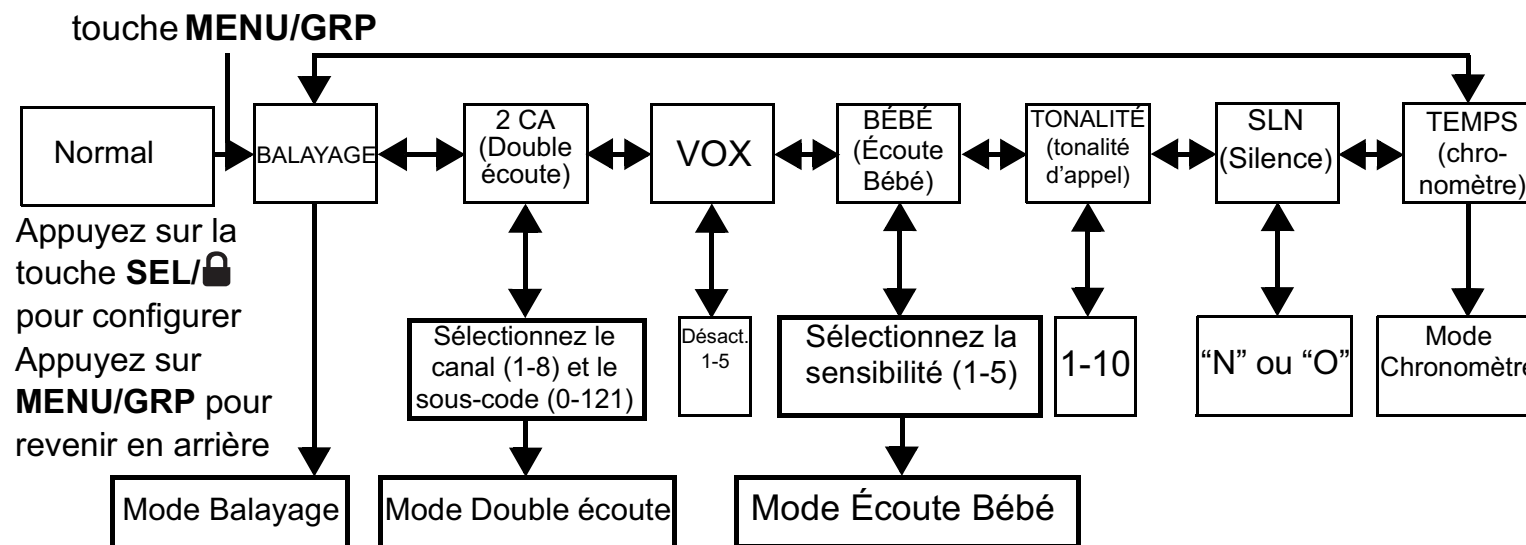 touche MENU/GRP
Normal
BALAYAGE
2 CA
(Double
écoute)
VOX
BÉBÉ
(Écoute
Bébé)
TONALITÉ
(tonalité
d'appel)
SLN
(Silence)
TEMPS
(chro-
nomètre)
Appuyez sur la
touche SEL/
pour configurer
Appuyez sur
MENU/GRP pour
revenir en arrière
Sélectionnez le
canal (1-8) et le
sous-code (0-121)
Désact.
1-5
Sélectionnez la
sensibilité (1-5)
1-10
“N” ou “O”
Mode
Chronomètre
Mode Balayage
Mode Double écoute
Mode Écoute Bébé